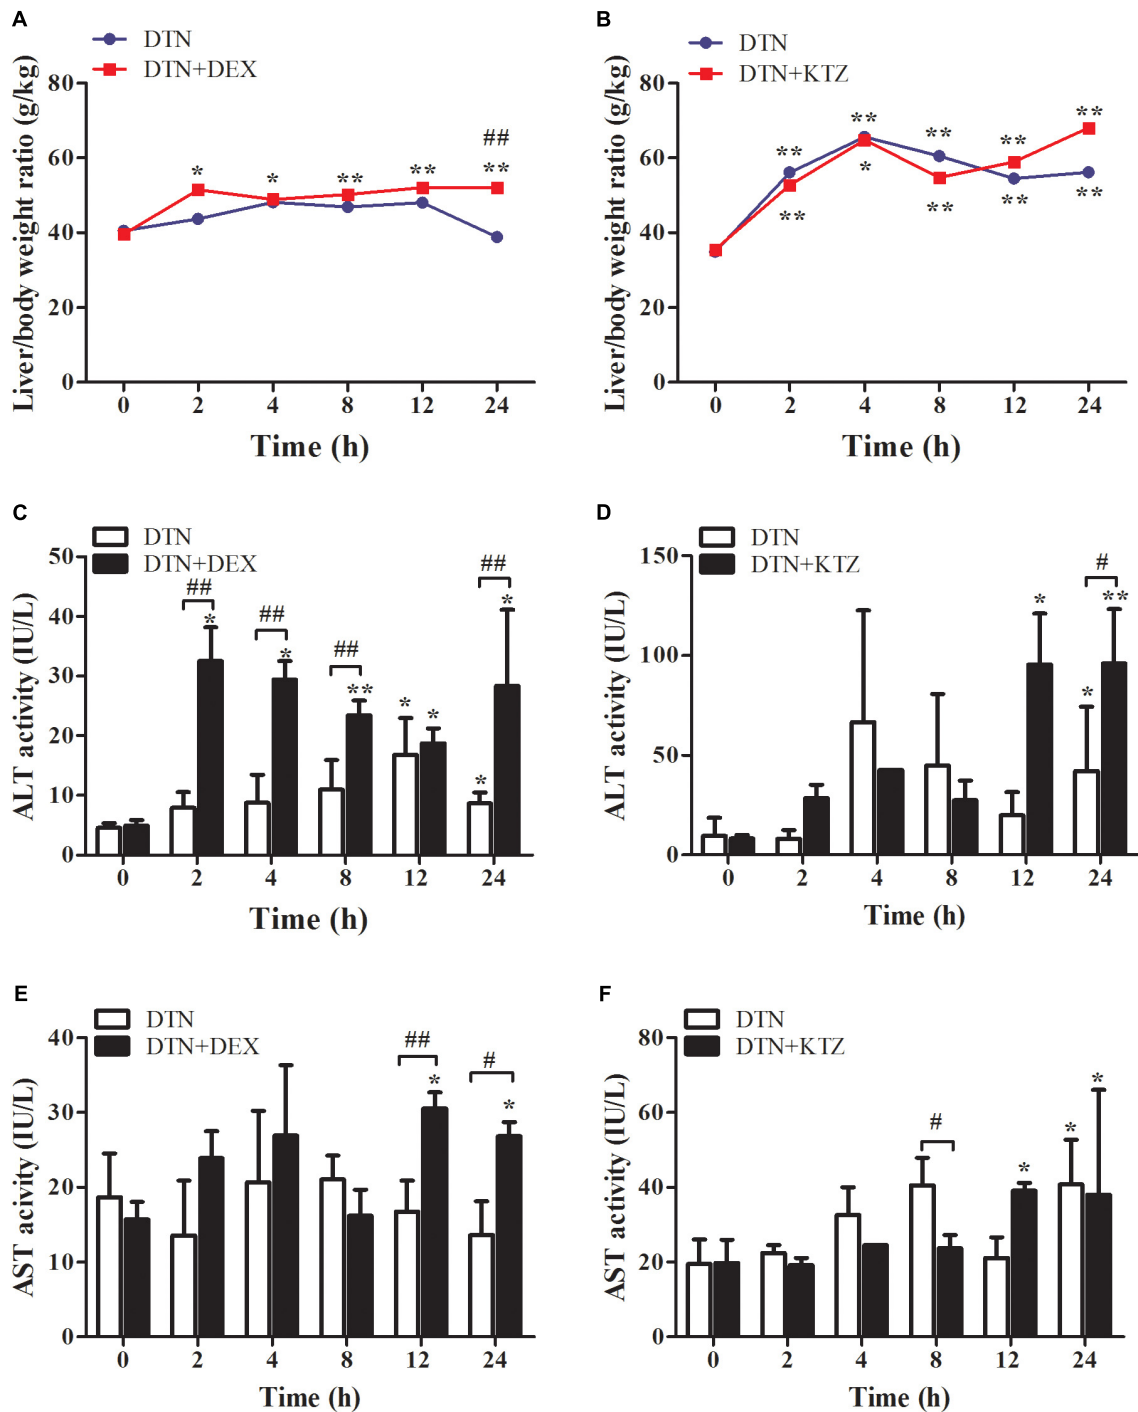 A
DTN
DTN+DEX
Liver/body weight ratio (g/kg)
80
60
40
20
0
* * ** ** ** ##
0 2 4 8 12 24
Time (h)
B
DTN
DTN+KTZ
Liver/body weight ratio (g/kg)
80
60
40
20
0
** ** ** ** **
** * ** ** **
0 2 4 8 12 24
Time (h)
C
DTN
DTN+DEX
ALT activity (IU/L)
50
40
30
20
10
0
## ## ## ##
* * ** * * * *
0 2 4 8 12 24
Time (h)
D
DTN
DTN+KTZ
ALT activity (IU/L)
150
100
50
0
#
* * **
0 2 4 8 12 24
Time (h)
E
DTN
DTN+DEX
AST acivity (IU/L)
40
30
20
10
0
## #
* *
0 2 4 8 12 24
Time (h)
F
DTN
DTN+KTZ
AST activity (IU/L)
80
60
40
20
0
#
* * *
0 2 4 8 12 24
Time (h)